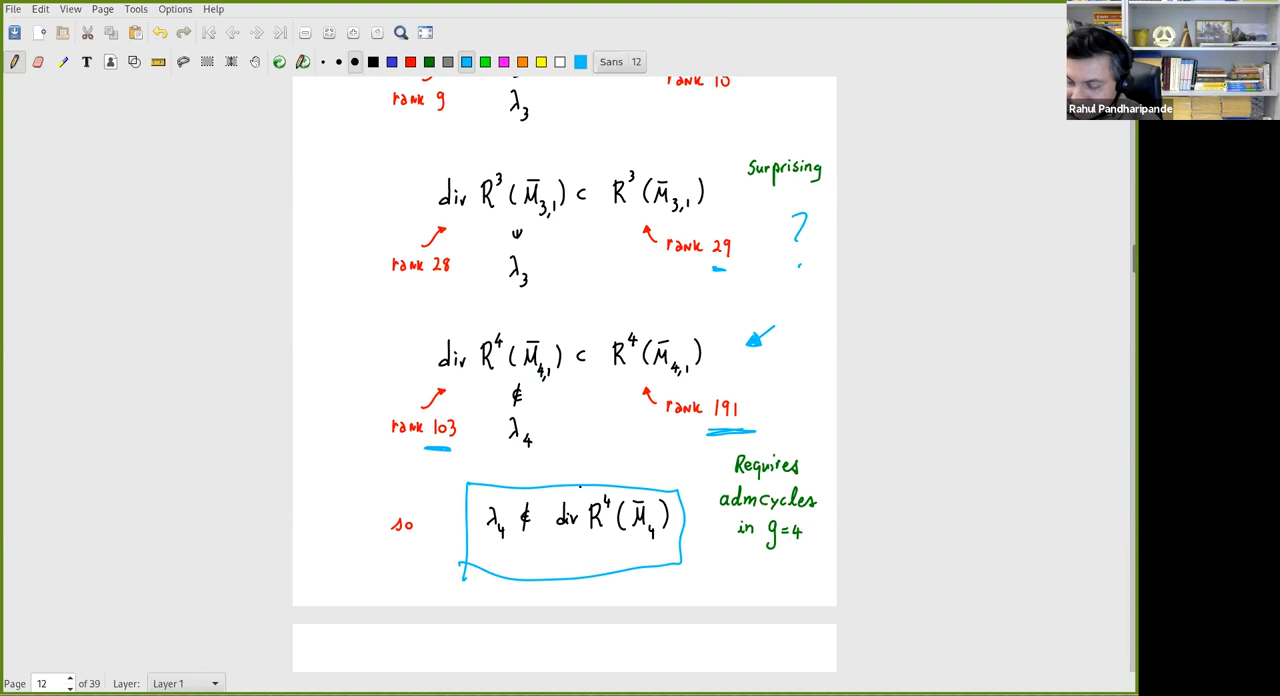 File Edit View Page Tools Options Help
Sans 12
Rahul Pandharipande
rank 9
λ₃
rank 10
Surprising
?
div R³(M̄₃,₁) ⊂ R³(M̄₃,₁)
rank 28
λ₃
rank 29
div R⁴(M̄₄,₁) ⊂ R⁴(M̄₄,₁)
∉
rank 103
λ₄
rank 191
Requires
admcycles
in g=4
so
λ₄ ∉ div R⁴(M̄₄)
Page 12 of 39 Layer: Layer 1